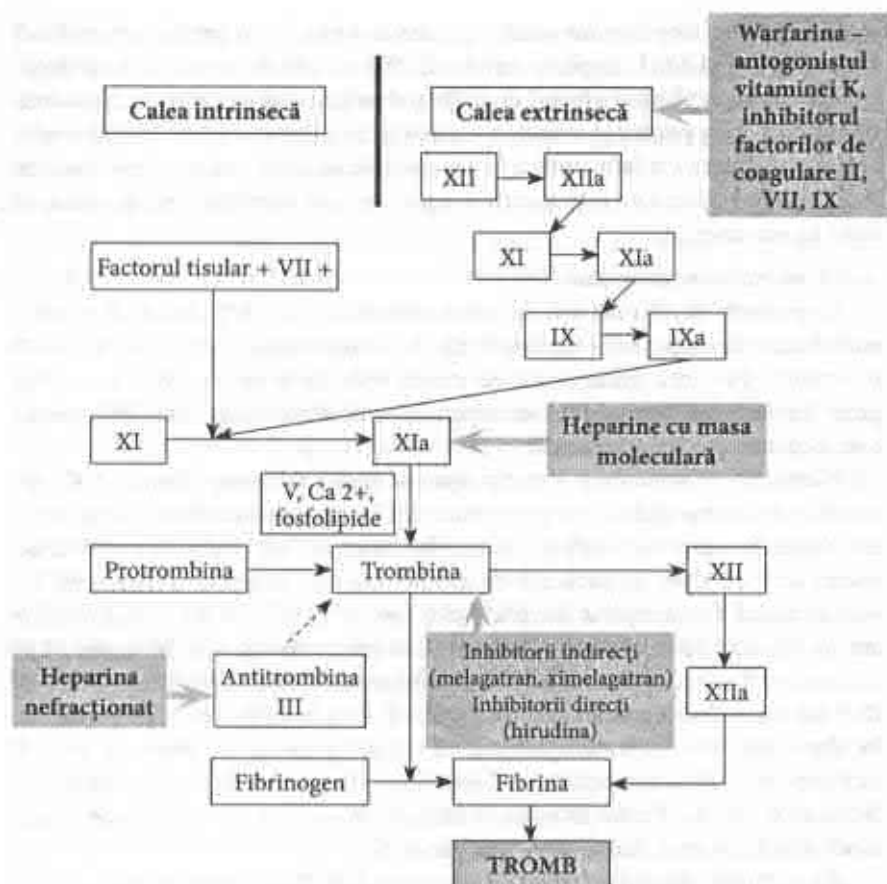 Warfarina –
antogonistul
vitaminei K,
inhibitorul
factorilor de
coagulare II,
VII, IX
Calea intrinsecă
Calea extrinsecă
XII
XIIa
XI
XIa
Factorul tisular + VII +
IX
IXa
XI
XIa
Heparine cu masa
moleculară
V, Ca 2+,
fosfolipide
Protrombina
Trombina
XII
Heparina
nefracționat
Antitrombina
III
Inhibitorii indirecți
(melagatran, ximelagatran)
Inhibitorii direcți
(hirudina)
XIIa
Fibrinogen
Fibrina
TROMB